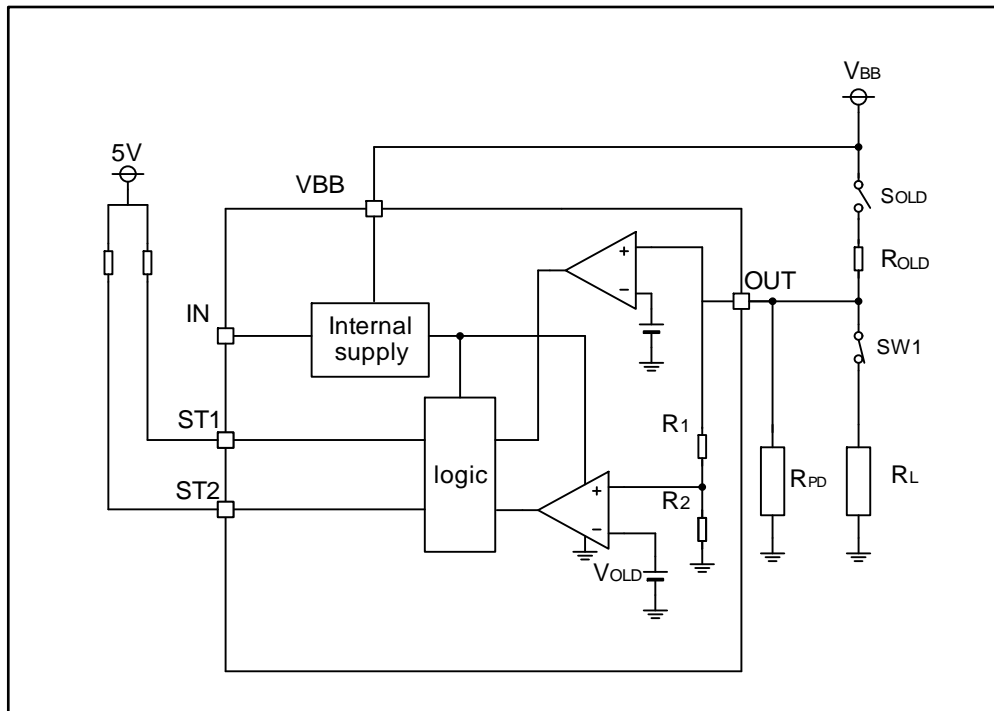 VBB
5V
VBB
SOLD
ROLD
+
−
OUT
IN
Internal
supply
SW1
ST1
R1
logic
RPD
RL
ST2
+
R2
−
VOLD